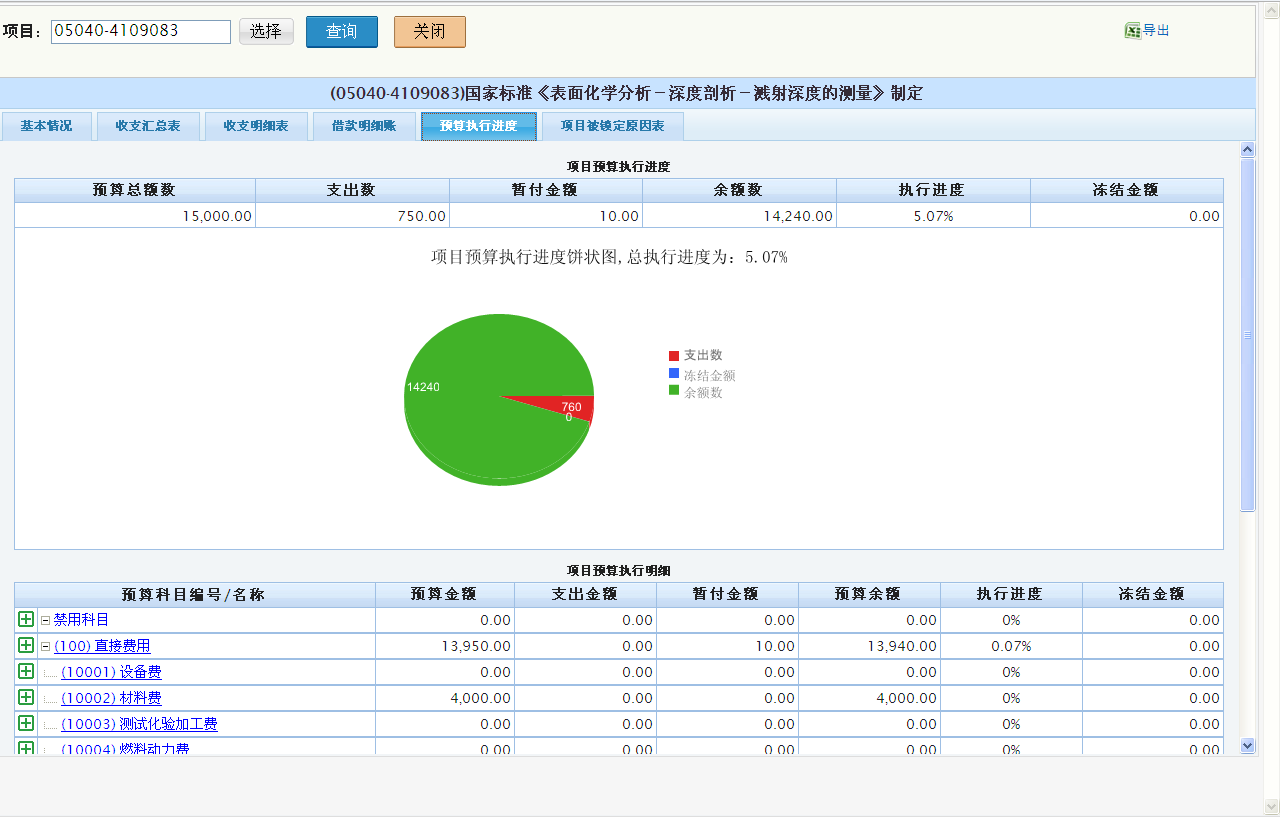 项目： 05040-4109083 选择 查询 关闭 导出
(05040-4109083)国家标准《表面化学分析－深度剖析－溅射深度的测量》制定
基本情况 收支汇总表 收支明细表 借款明细账 预算执行进度 项目被锁定原因表
项目预算执行进度
预算总额数 支出数 暂付金额 余额数 执行进度 冻结金额
15,000.00 750.00 10.00 14,240.00 5.07% 0.00
项目预算执行进度饼状图,总执行进度为：5.07%
支出数
冻结金额
余额数
14240
760
0
项目预算执行明细
预算科目编号/名称 预算金额 支出金额 暂付金额 预算余额 执行进度 冻结金额
禁用科目 0.00 0.00 0.00 0.00 0% 0.00
(100) 直接费用 13,950.00 0.00 10.00 13,940.00 0.07% 0.00
(10001) 设备费 0.00 0.00 0.00 0.00 0% 0.00
(10002) 材料费 4,000.00 0.00 0.00 4,000.00 0% 0.00
(10003) 测试化验加工费 0.00 0.00 0.00 0.00 0% 0.00
(10004) 燃料动力费 0.00 0.00 0.00 0.00 0% 0.00